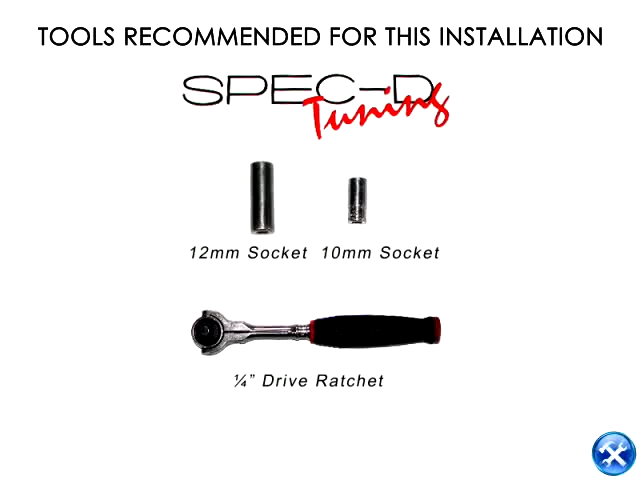 TOOLS RECOMMENDED FOR THIS INSTALLATION
SPEC-D
Tuning
12mm Socket 10mm Socket
¼” Drive Ratchet